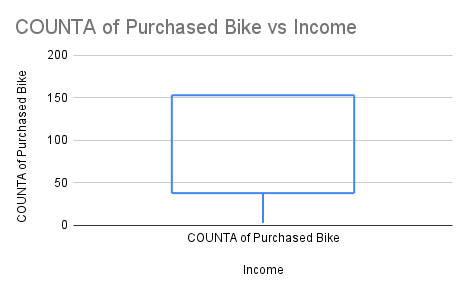 COUNTA of Purchased Bike vs Income
COUNTA of Purchased Bike
200
150
100
50
0
COUNTA of Purchased Bike
Income